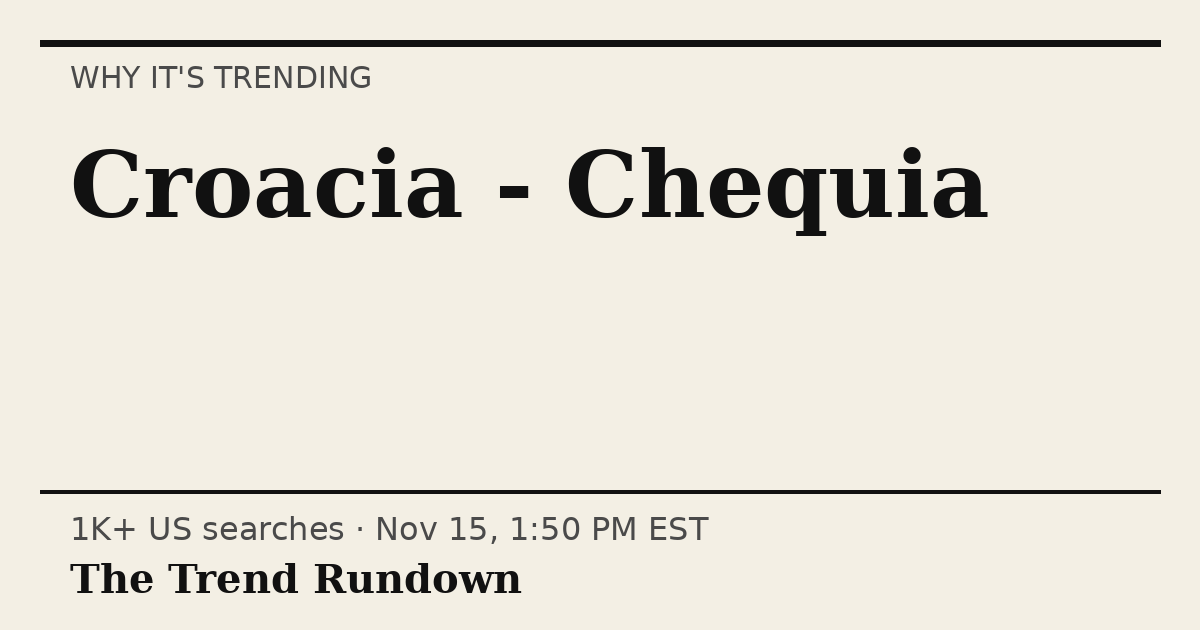 WHY IT'S TRENDING
Croacia - Chequia
1K+ US searches · Nov 15, 1:50 PM EST
The Trend Rundown